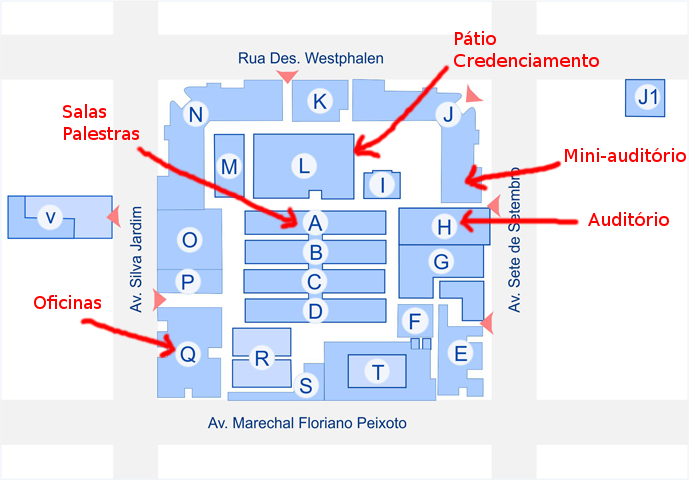 Pátio
Credenciamento
Rua Des. Westphalen
Salas
Palestras
N
K
J
J1
M
L
I
Mini-auditório
Av. Sete de Setembro
v
Av. Silva Jardim
A
H
Auditório
O
B
G
P
C
Oficinas
D
F
Q
R
E
S
T
Av. Marechal Floriano Peixoto